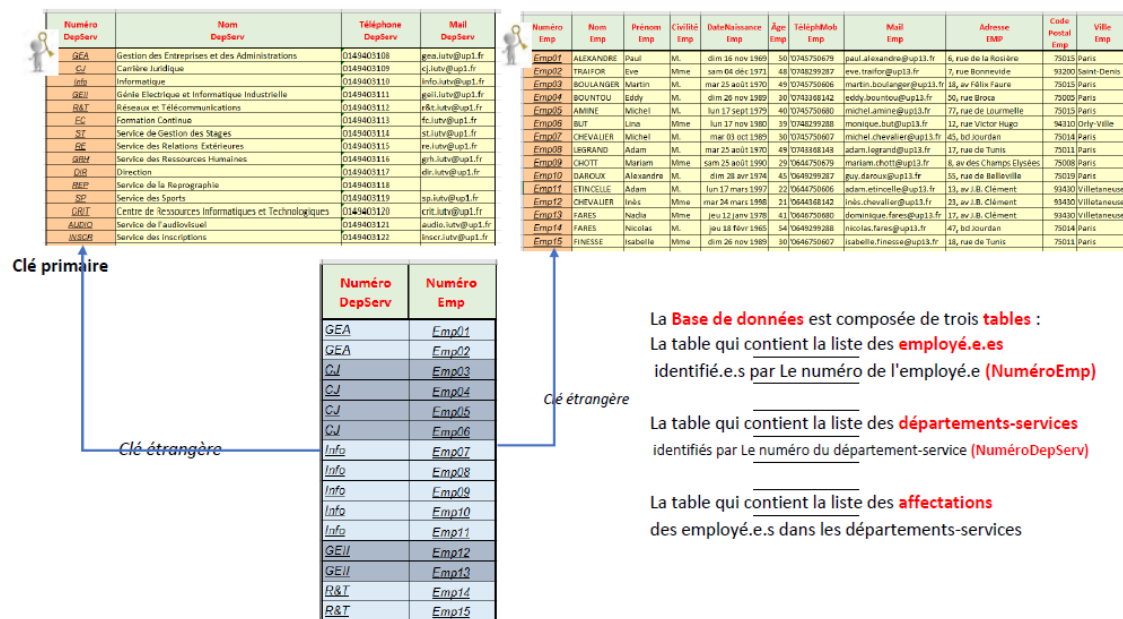 Numéro DepServ | Nom DepServ | Téléphone DepServ | Mail DepServ
GEA | Gestion des Entreprises et des Administrations | 0149403108 | gea.iutv@up1.fr
CJ | Carrière Juridique | 0149403109 | cj.iutv@up1.fr
Info | Informatique | 0149403110 | info.iutv@up1.fr
GEII | Génie Electrique et Informatique Industrielle | 0149403111 | geii.iutv@up1.fr
R&T | Réseaux et Télécommunications | 0149403112 | r&t.iutv@up1.fr
FC | Formation Continue | 0149403113 | fc.iutv@up1.fr
ST | Service de Gestion des Stages | 0149403114 | st.iutv@up1.fr
RE | Service des Relations Extérieures | 0149403115 | re.iutv@up1.fr
GRH | Service des Ressources Humaines | 0149403116 | grh.iutv@up1.fr
DIR | Direction | 0149403117 | dir.iutv@up1.fr
REP | Service de la Reprographie | 0149403118
SP | Service des Sports | 0149403119 | sp.iutv@up1.fr
CRIT | Centre de Ressources Informatiques et Technologiques | 0149403120 | crit.iutv@up1.fr
AUDIO | Service de l'audiovisuel | 0149403121 | audio.iutv@up1.fr
INSCR | Service des inscriptions | 0149403122 | inscr.iutv@up1.fr
Numéro Emp | Nom Emp | Prénom Emp | Civilité Emp | DateNaissance Emp | Âge Emp | TéléphMob Emp | Mail Emp | Adresse EMP | Code Postal Emp | Ville Emp
Emp01 | ALEXANDRE | Paul | M. | dim 16 nov 1969 | 50 | '0745750679 | paul.alexandre@up13.fr | 6, rue de la Rosière | 75015 | Paris
Emp02 | TRAIFOR | Eve | Mme | sam 04 déc 1971 | 48 | '0748299287 | eve.traifor@up13.fr | 7, rue Bonnevide | 93200 | Saint-Denis
Emp03 | BOULANGER | Martin | M. | mar 25 août 1970 | 49 | '0745750606 | martin.boulanger@up13.fr | 18, av Félix Faure | 75015 | Paris
Emp04 | BOUNTOU | Eddy | M. | dim 26 nov 1989 | 30 | '0743368142 | eddy.bountou@up13.fr | 50, rue Broca | 75005 | Paris
Emp05 | AMINE | Michel | M. | lun 17 sept 1979 | 40 | '0745750680 | michel.amine@up13.fr | 77, rue de Lourmelle | 75015 | Paris
Emp06 | BUT | Lina | Mme | lun 17 nov 1980 | 39 | '0748299288 | monique.but@up13.fr | 12, rue Victor Hugo | 94310 | Orly-Ville
Emp07 | CHEVALIER | Michel | M. | mar 03 oct 1989 | 30 | '0745750607 | michel.chevalier@up13.fr | 45, bd Jourdan | 75014 | Paris
Emp08 | LEGRAND | Adam | M. | mar 25 août 1970 | 49 | '0743368143 | adam.legrand@up13.fr | 17, rue de Tunis | 75011 | Paris
Emp09 | CHOTT | Mariam | Mme | sam 25 août 1990 | 29 | '0644750679 | mariam.chott@up13.fr | 8, av des Champs Elysées | 75008 | Paris
Emp10 | DAROUX | Alexandre | M. | dim 28 avr 1974 | 45 | '0649299287 | guy.daroux@up13.fr | 55, rue de Belleville | 75019 | Paris
Emp11 | ETINCELLE | Adam | M. | lun 17 mars 1997 | 22 | '0644750606 | adam.etincelle@up13.fr | 13, av J.B. Clément | 93430 | Villetaneuse
Emp12 | CHEVALIER | Inès | Mme | mar 24 mars 1998 | 21 | '0644368142 | inès.chevalier@up13.fr | 23, av J.B. Clément | 93430 | Villetaneuse
Emp13 | FARES | Nadia | Mme | jeu 12 janv 1978 | 41 | '0646750680 | dominique.fares@up13.fr | 17, av J.B. Clément | 93430 | Villetaneuse
Emp14 | FARES | Nicolas | M. | jeu 18 févr 1965 | 54 | '0649299288 | nicolas.fares@up13.fr | 47, bd Jourdan | 75014 | Paris
Emp15 | FINESSE | Isabelle | Mme | dim 26 nov 1989 | 30 | '0646750607 | isabelle.finesse@up13.fr | 18, rue de Tunis | 75011 | Paris
Clé primaire
Clé étrangère
Numéro DepServ | Numéro Emp
GEA | Emp01
GEA | Emp02
CJ | Emp03
CJ | Emp04
CJ | Emp05
CJ | Emp06
Info | Emp07
Info | Emp08
Info | Emp09
Info | Emp10
Info | Emp11
GEII | Emp12
GEII | Emp13
R&T | Emp14
R&T | Emp15
Clé étrangère
La Base de données est composée de trois tables :
La table qui contient la liste des employé.e.es
identifié.e.s par Le numéro de l'employé.e (NuméroEmp)
La table qui contient la liste des départements-services
identifiés par Le numéro du département-service (NuméroDepServ)
La table qui contient la liste des affectations
des employé.e.s dans les départements-services